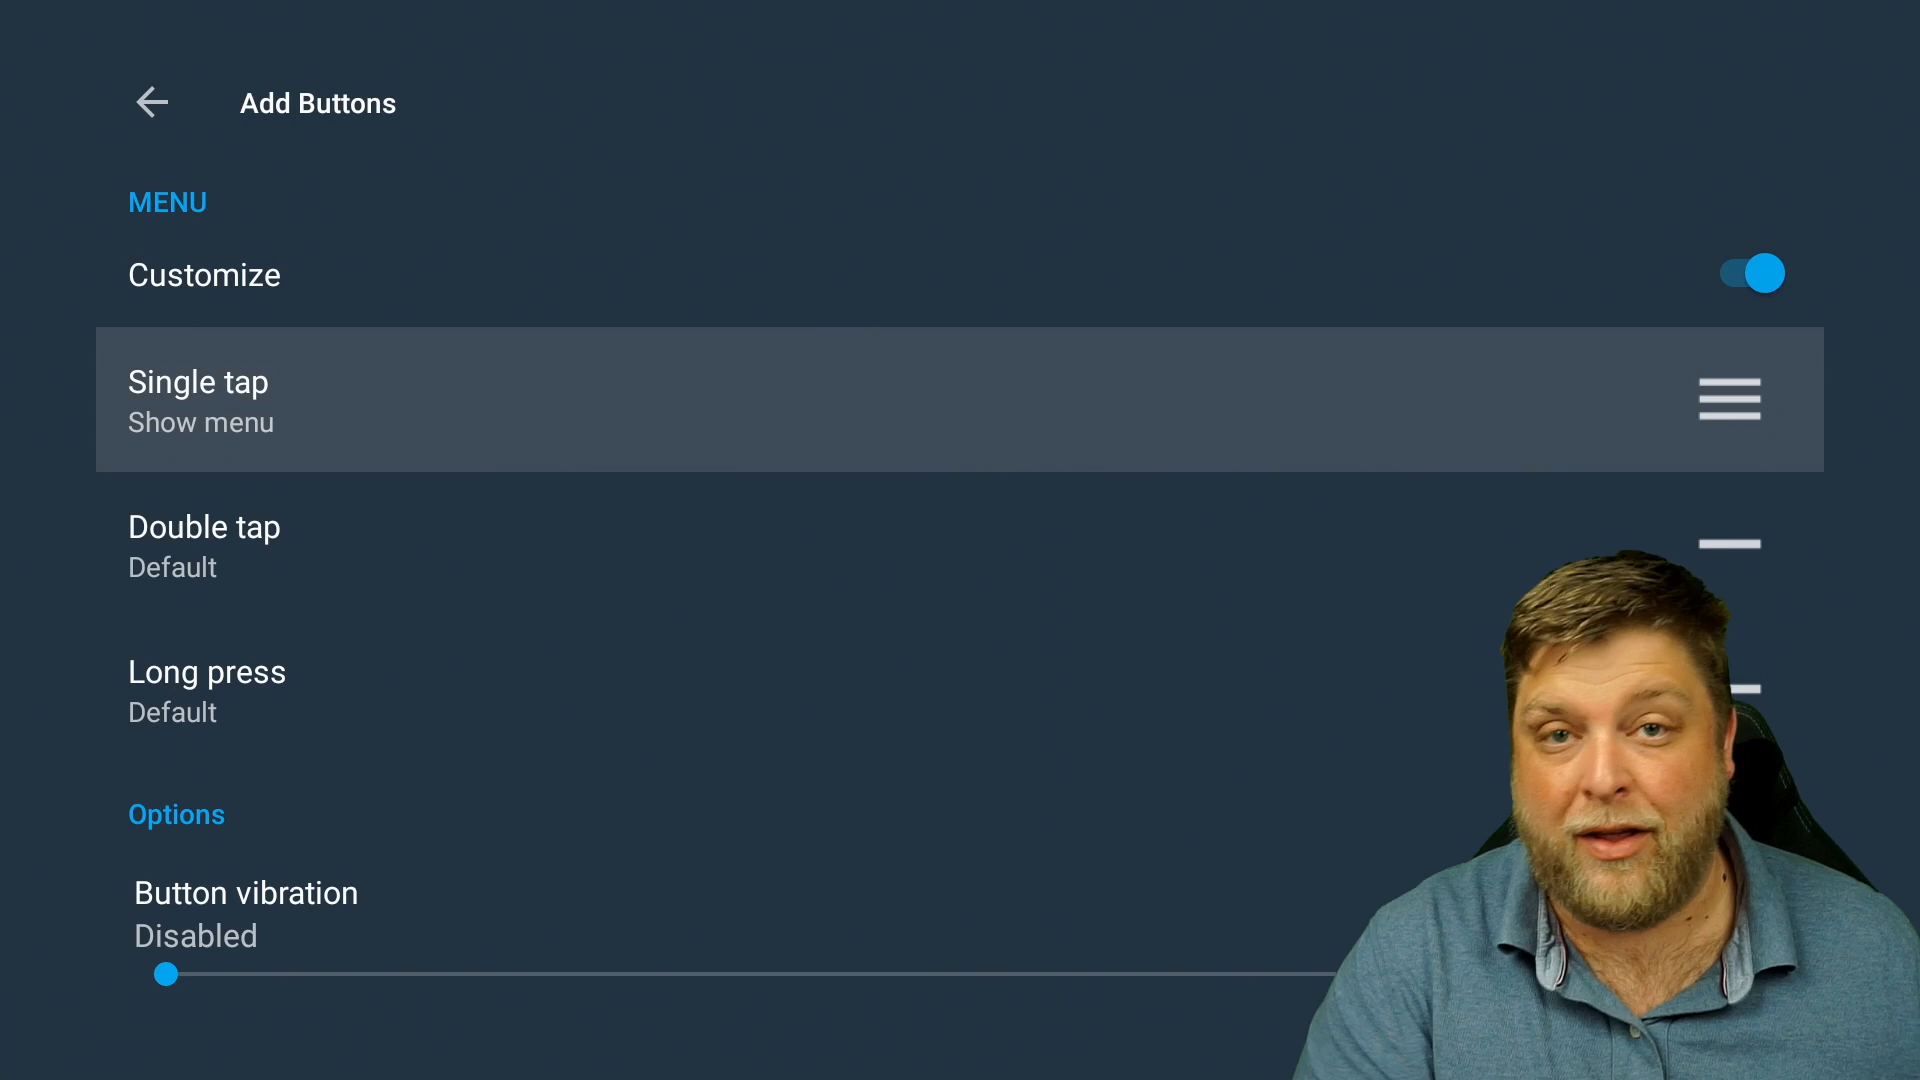 Add Buttons
MENU
Customize
Single tap
Show menu
Double tap
Default
Long press
Default
Options
Button vibration
Disabled